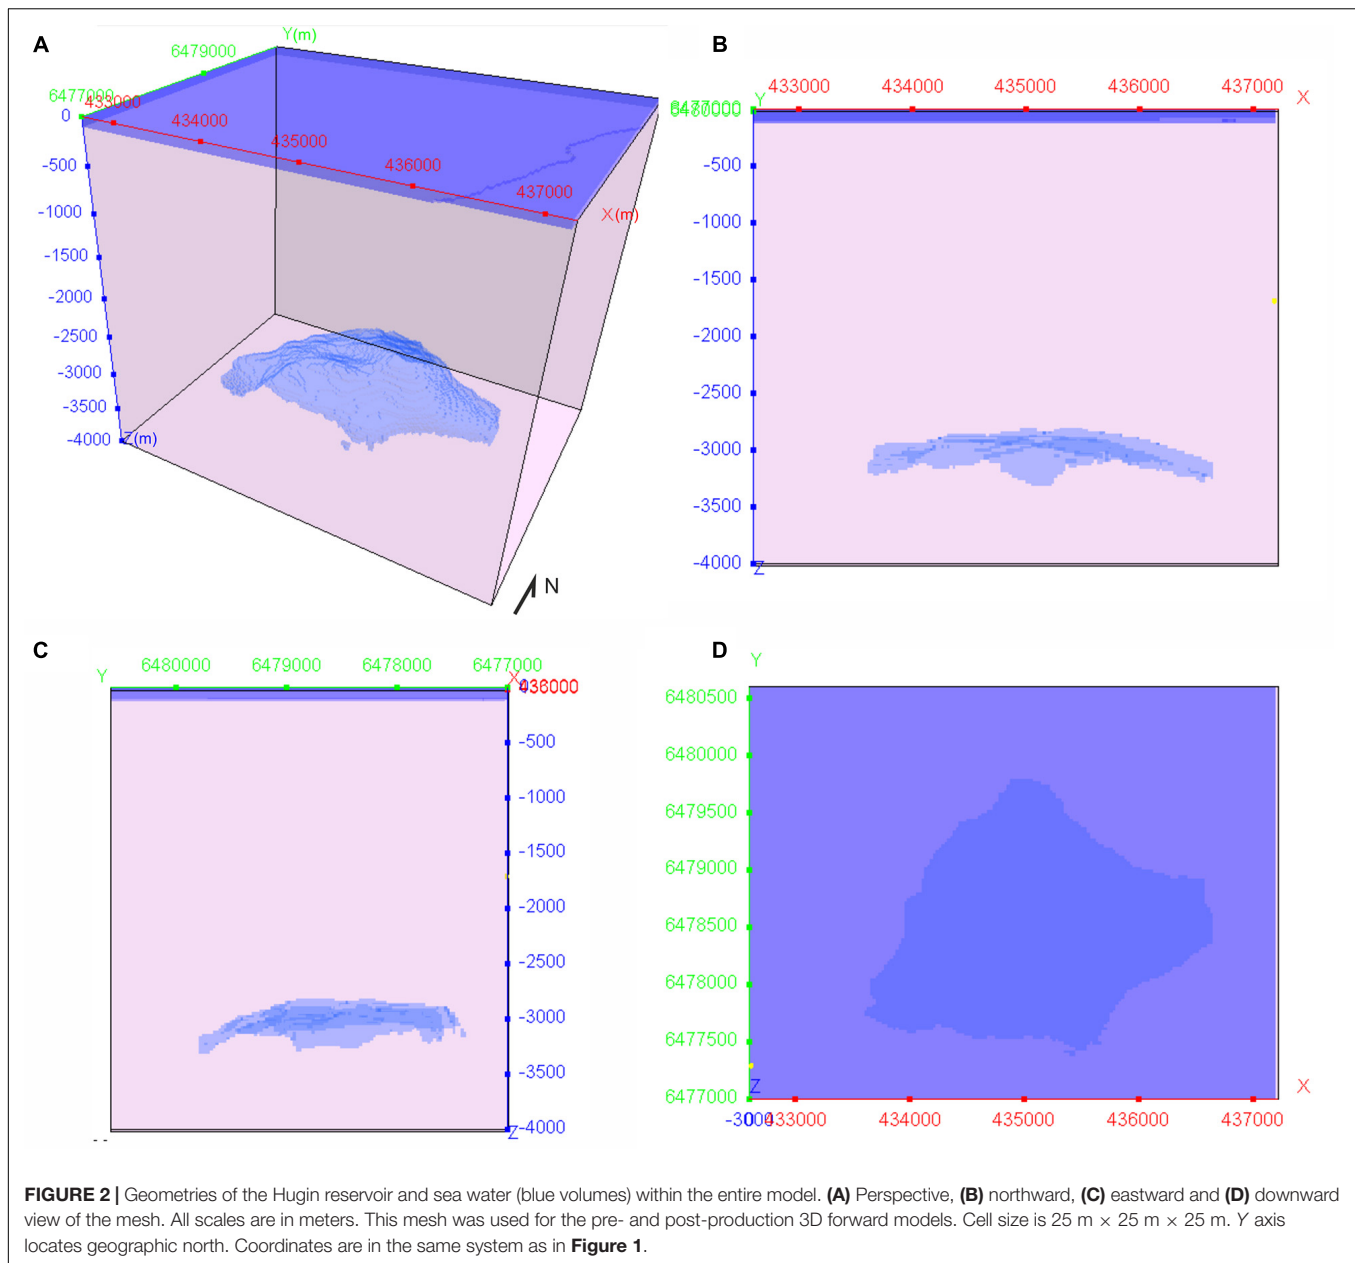 A
Y(m)
6479000
6477000
433000
0
434000
435000
436000
437000
X(m)
-500
-1000
-1500
-2000
-2500
-3000
-3500
-4000
Z(m)
N
B
433000
434000
435000
436000
437000
X
Y
-500
-1000
-1500
-2000
-2500
-3000
-3500
-4000
Z
C
Y
6480000
6479000
6478000
6477000
X
436000
-500
-1000
-1500
-2000
-2500
-3000
-3500
-4000
Z
D
Y
6480500
6480000
6479500
6479000
6478500
6478000
6477500
6477000
Z
X
433000
434000
435000
436000
437000
FIGURE 2 | Geometries of the Hugin reservoir and sea water (blue volumes) within the entire model. (A) Perspective, (B) northward, (C) eastward and (D) downward
view of the mesh. All scales are in meters. This mesh was used for the pre- and post-production 3D forward models. Cell size is 25 m × 25 m × 25 m. Y axis
locates geographic north. Coordinates are in the same system as in Figure 1.